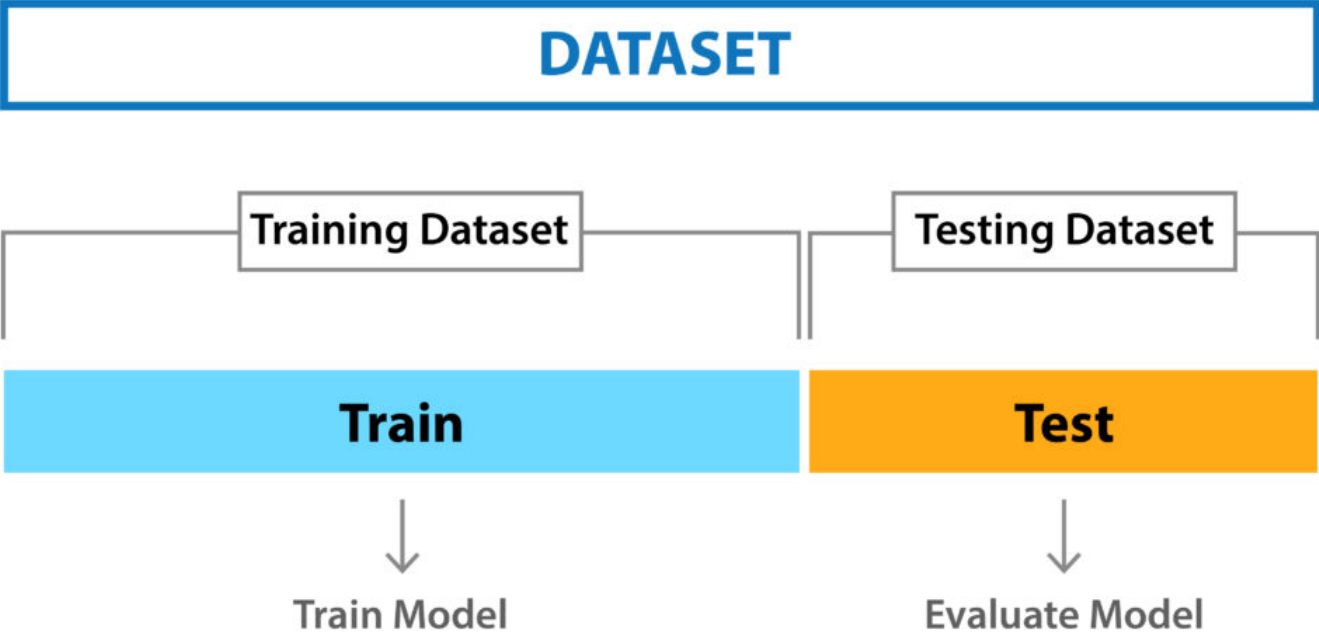 DATASET
Training Dataset
Testing Dataset
Train
Test
Train Model
Evaluate Model